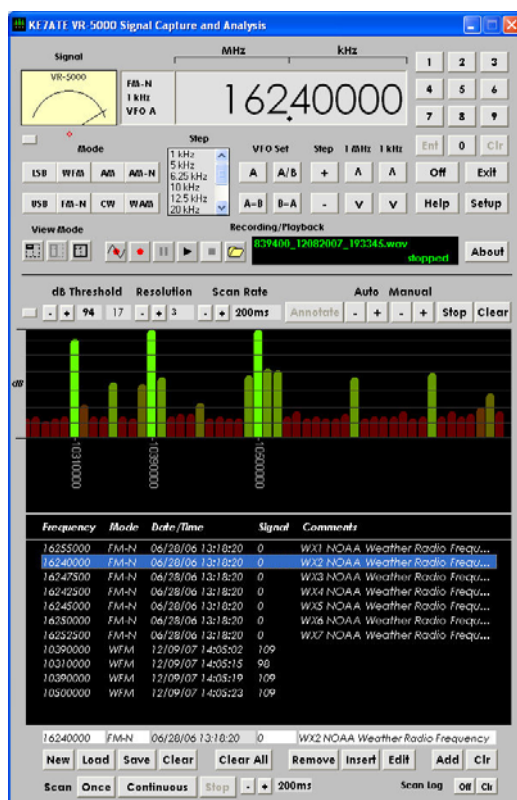 KE7ATE VR-5000 Signal Capture and Analysis
Signal
MHz kHz
VR-5000
FM-N
1 kHz
VFO A
16240000
1 2 3
4 5 6
7 8 9
Ent 0 Clr
Mode
Step
1 kHz
5 kHz
6.25 kHz
10 kHz
12.5 kHz
20 kHz
VFO Set Step 1 MHz 1 kHz
LSB WFM AM AM-N
A A/B + Λ Λ
Off Exit
USB FM-N CW WAM
A-B B-A - V V
Help Setup
View Mode
Recording/Playback
839400_12082007_193345.wav
stopped
About
dB Threshold Resolution Scan Rate Auto Manual
- + 94 17 - + 3 - + 200ms Annotate - + - + Stop Clear
dB
10310000
10390000
10500000
Frequency Mode Date/Time Signal Comments
16255000 FM-N 06/28/06 13:18:20 0 WX1 NOAA Weather Radio Frequ...
16240000 FM-N 06/28/06 13:18:20 0 WX2 NOAA Weather Radio Frequ...
16247500 FM-N 06/28/06 13:18:20 0 WX3 NOAA Weather Radio Frequ...
16242500 FM-N 06/28/06 13:18:20 0 WX4 NOAA Weather Radio Frequ...
16245000 FM-N 06/28/06 13:18:20 0 WX5 NOAA Weather Radio Frequ...
16250000 FM-N 06/28/06 13:18:20 0 WX6 NOAA Weather Radio Frequ...
16252500 FM-N 06/28/06 13:18:20 0 WX7 NOAA Weather Radio Frequ...
10390000 WFM 12/09/07 14:05:02 109
10310000 WFM 12/09/07 14:05:15 98
10390000 WFM 12/09/07 14:05:19 109
10500000 WFM 12/09/07 14:05:23 109
16240000 FM-N 06/28/06 13:18:20 0 WX2 NOAA Weather Radio Frequency
New Load Save Clear Clear All Remove Insert Edit Add Clr
Scan Once Continuous Stop - + 200ms Scan Log Off Clr